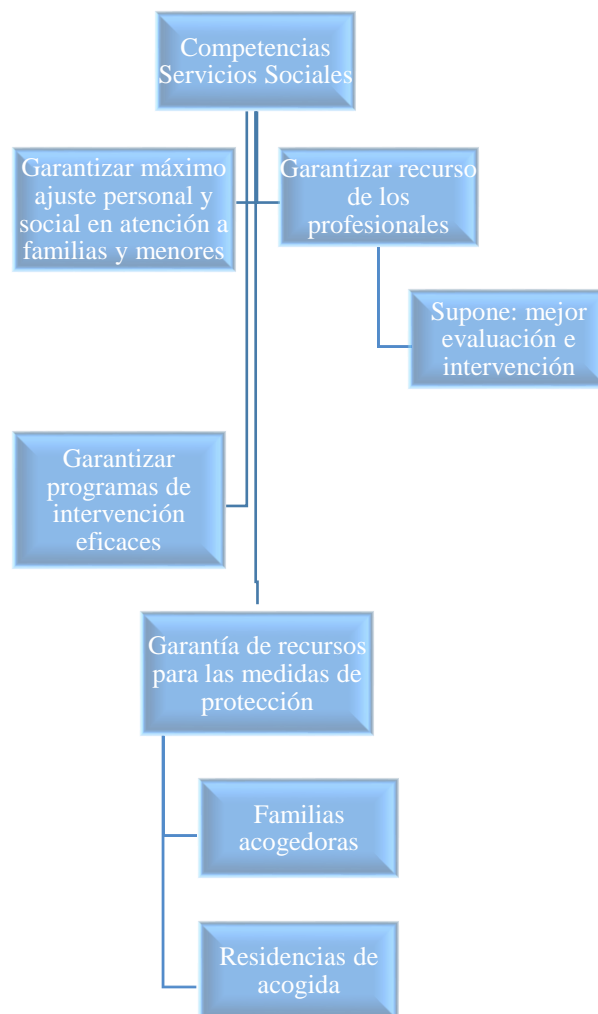 Competencias
Servicios Sociales
Garantizar máximo
ajuste personal y
social en atención a
familias y menores
Garantizar recurso
de los
profesionales
Supone: mejor
evaluación e
intervención
Garantizar
programas de
intervención
eficaces
Garantía de recursos
para las medidas de
protección
Familias
acogedoras
Residencias de
acogida